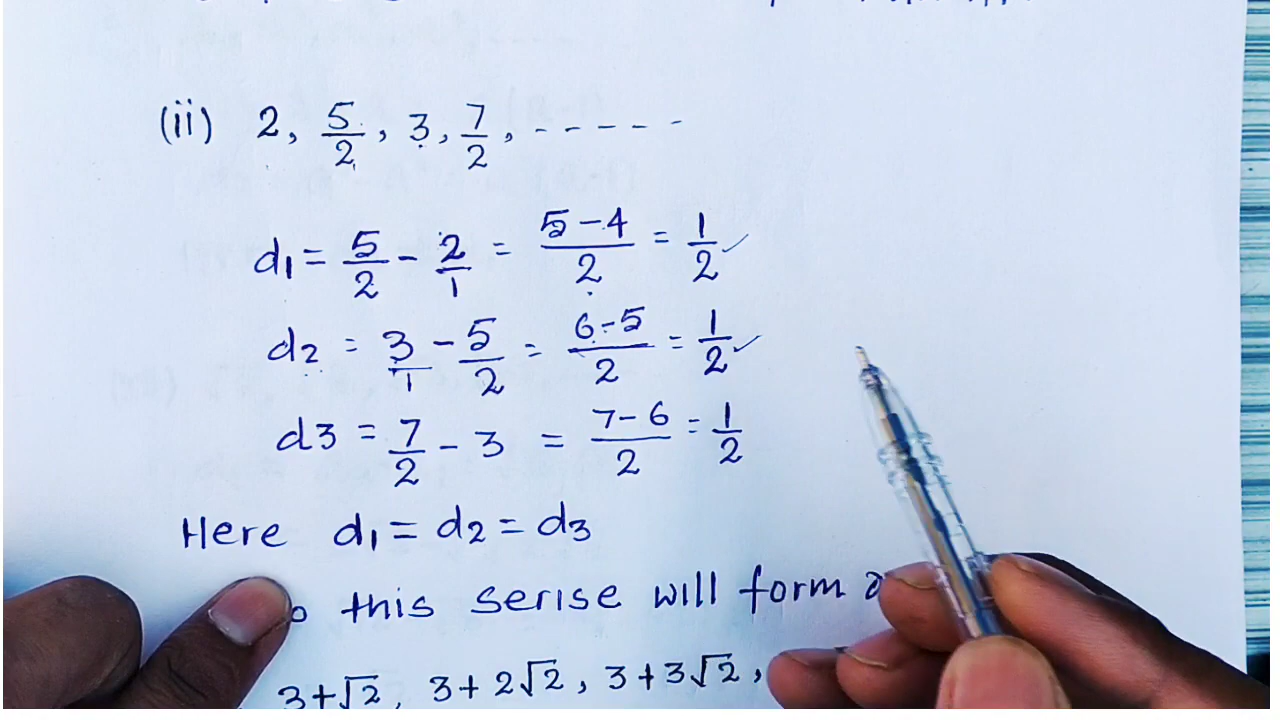 (ii) 2, 5/2, 3, 7/2, ------
d1 = 5/2 - 2/1 = 5-4/2 = 1/2 ✓
d2 = 3/1 - 5/2 = 6-5/2 = 1/2 ✓
d3 = 7/2 - 3 = 7-6/2 = 1/2
Here d1 = d2 = d3
this serise will form
3+√2, 3+2√2, 3+3√2,